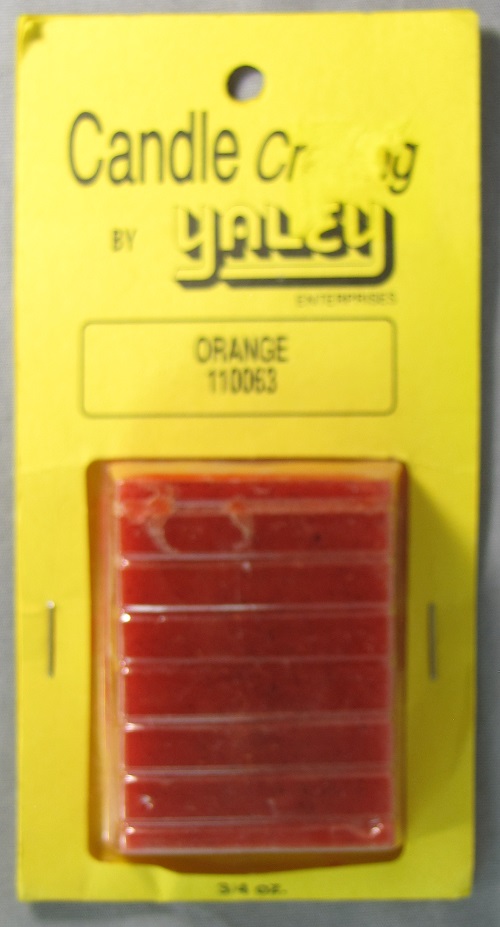 Candle
BY YALEY
ENTERPRISES
ORANGE
110063
3/4 oz.